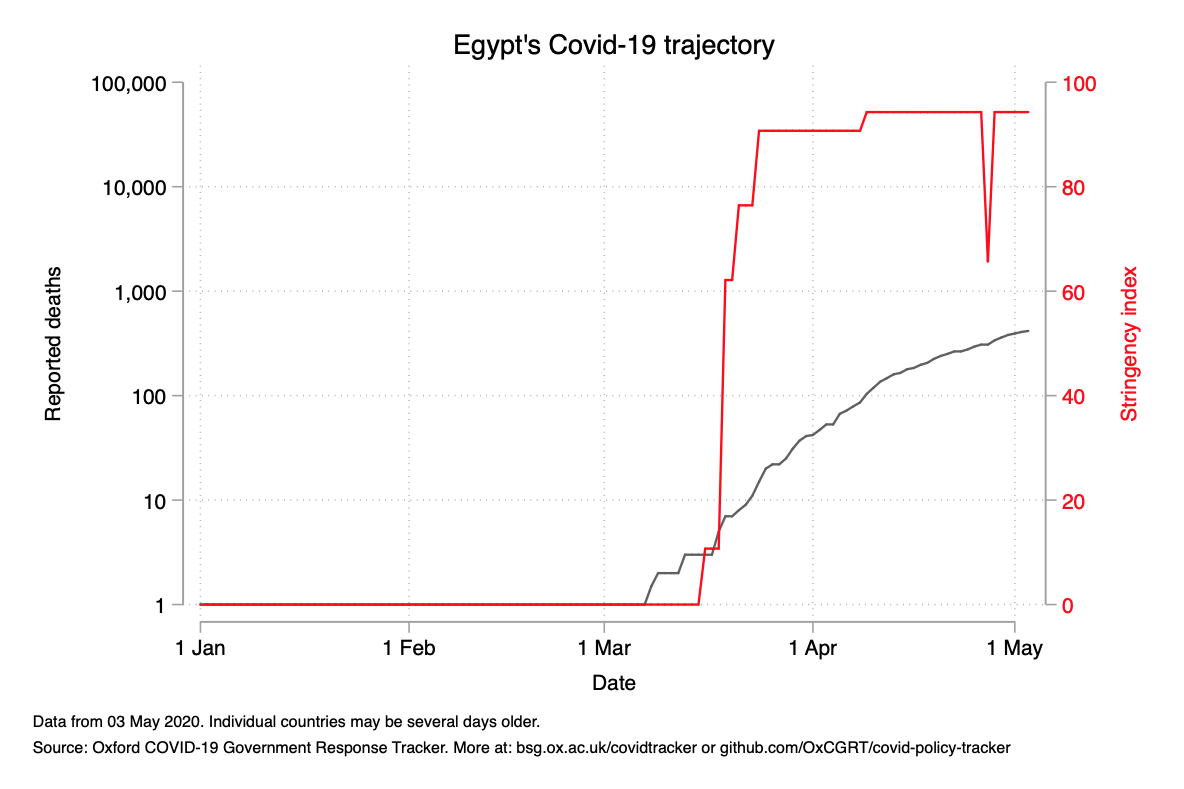 Egypt's Covid-19 trajectory
100,000
10,000
1,000
100
10
1
Reported deaths
100
80
60
40
20
0
Stringency index
1 Jan
1 Feb
1 Mar
1 Apr
1 May
Date
Data from 03 May 2020. Individual countries may be several days older.
Source: Oxford COVID-19 Government Response Tracker. More at: bsg.ox.ac.uk/covidtracker or github.com/OxCGRT/covid-policy-tracker